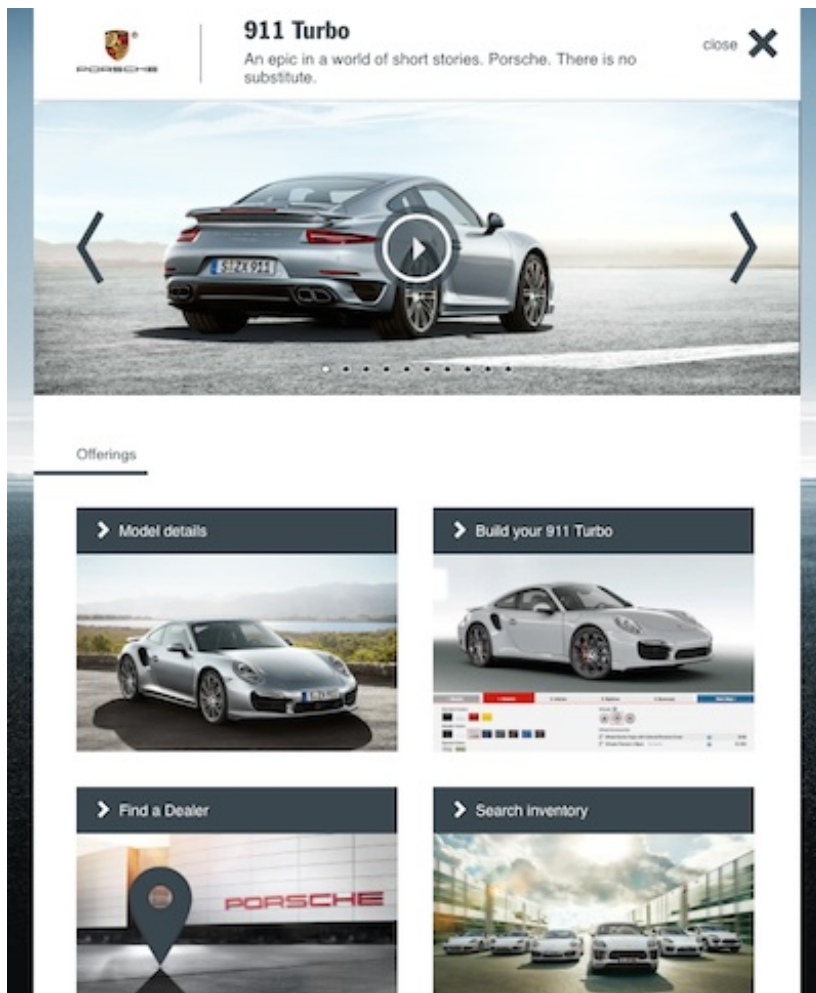 911 Turbo
PORSCHE
An epic in a world of short stories. Porsche. There is no
substitute.
close
S:ZX 911
Offerings
Model details
Build your 911 Turbo
Find a Dealer
Search inventory
PORSCHE